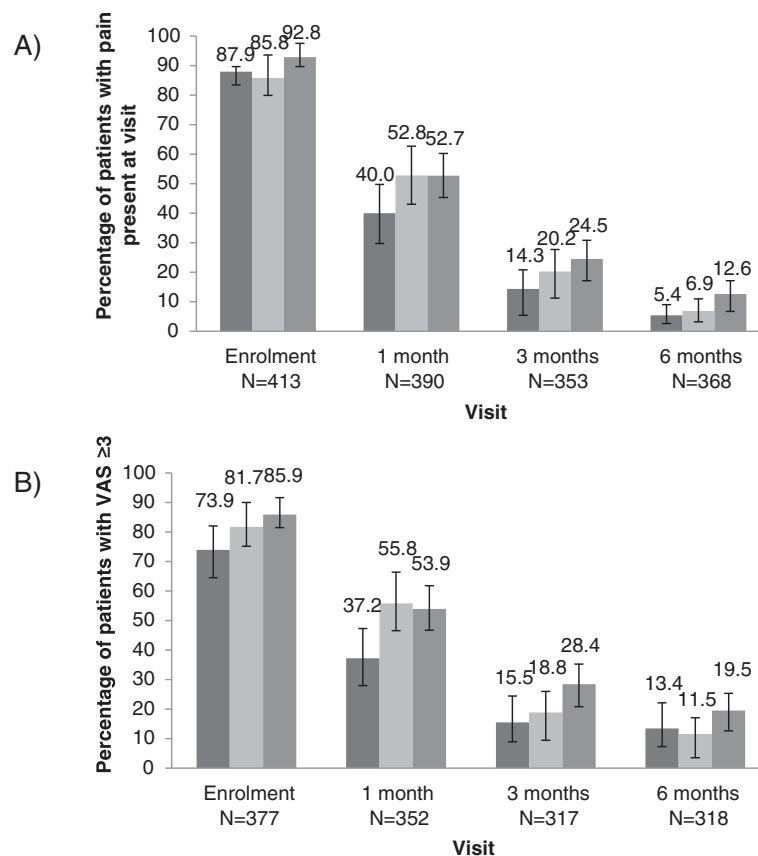 A)
Percentage of patients with pain
present at visit
100
90
80
70
60
50
40
30
20
10
0
87.9 85.8 92.8
40.0 52.8 52.7
14.3 20.2 24.5
5.4 6.9 12.6
Enrolment 1 month 3 months 6 months
N=413 N=390 N=353 N=368
Visit
B)
Percentage of patients with VAS ≥3
100
90
80
70
60
50
40
30
20
10
0
73.9 81.7 85.9
37.2 55.8 53.9
15.5 18.8 28.4
13.4 11.5 19.5
Enrolment 1 month 3 months 6 months
N=377 N=352 N=317 N=318
Visit